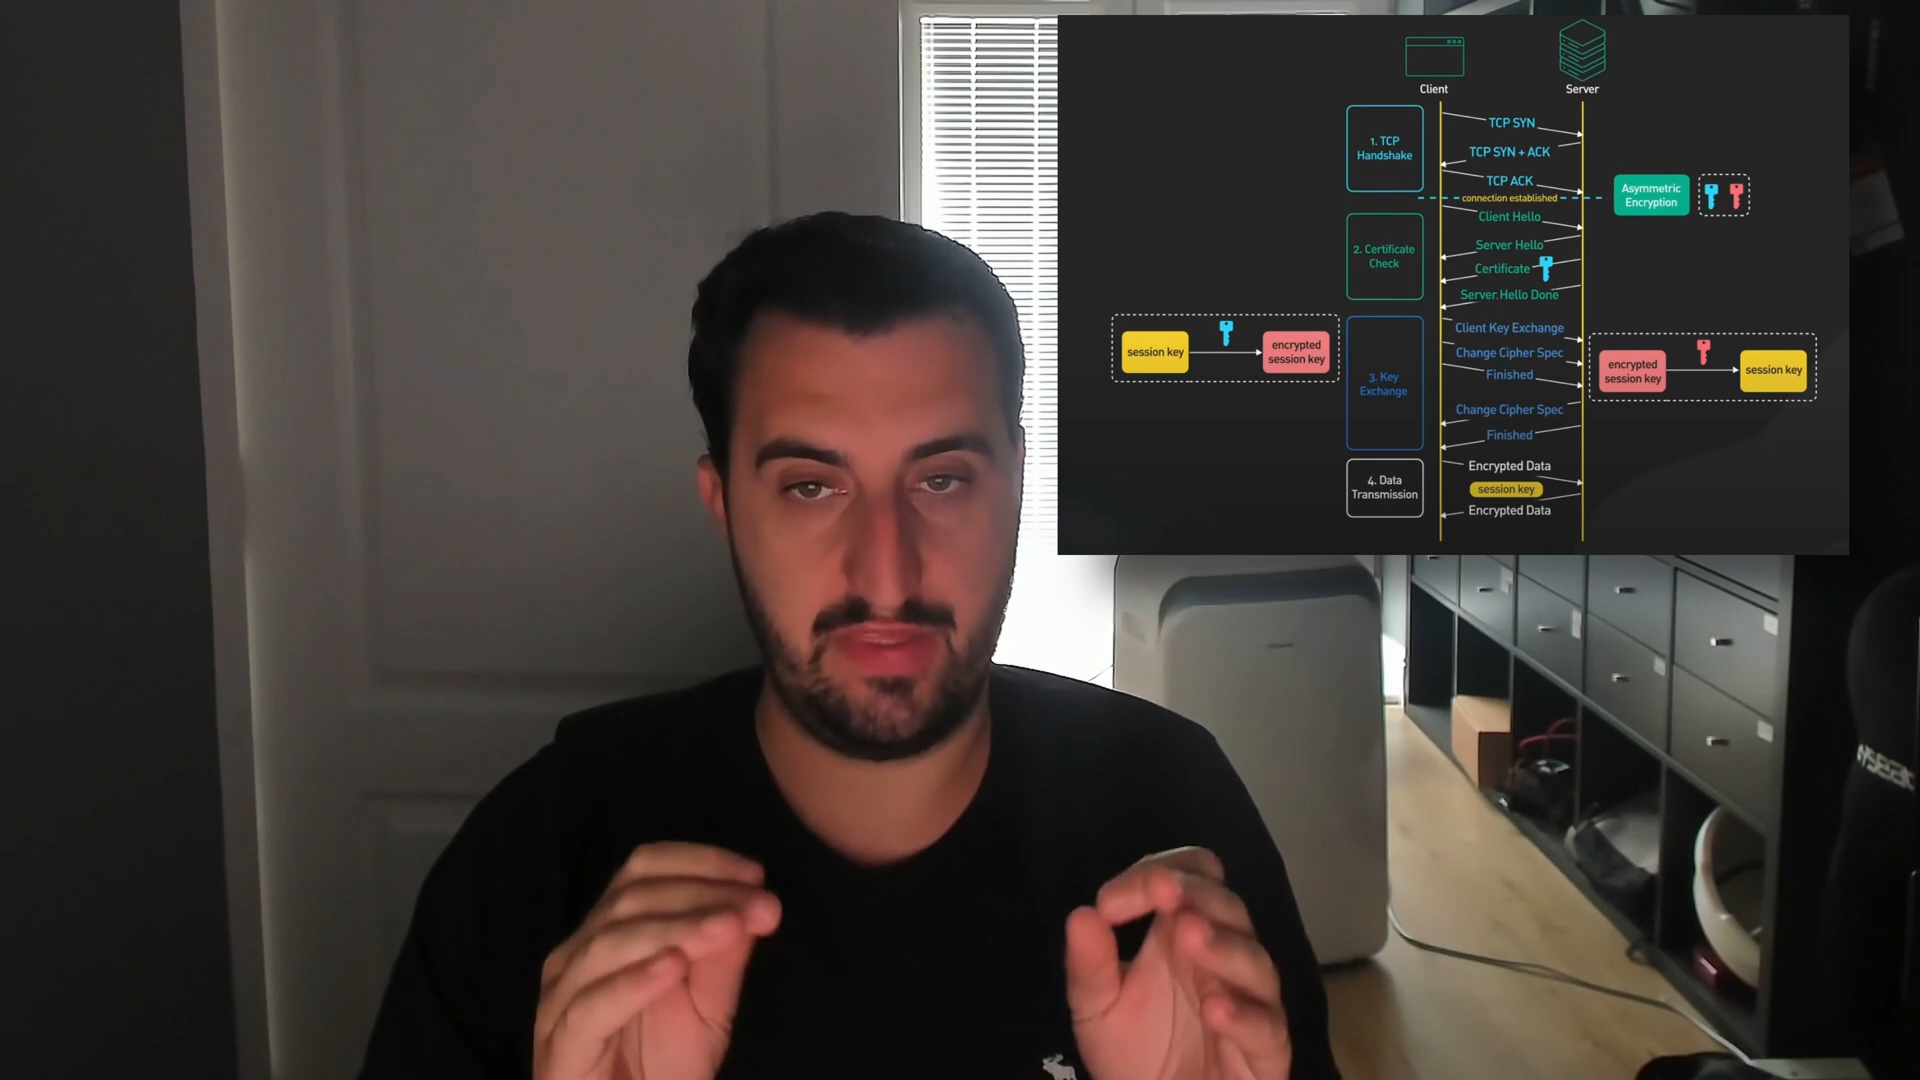 Client
Server
1. TCP
Handshake
TCP SYN
TCP SYN + ACK
TCP ACK
connection established
Asymmetric
Encryption
2. Certificate
Check
Client Hello
Server Hello
Certificate
Server Hello Done
session key
encrypted
session key
3. Key
Exchange
Client Key Exchange
Change Cipher Spec
Finished
Change Cipher Spec
Finished
encrypted
session key
session key
4. Data
Transmission
Encrypted Data
session key
Encrypted Data